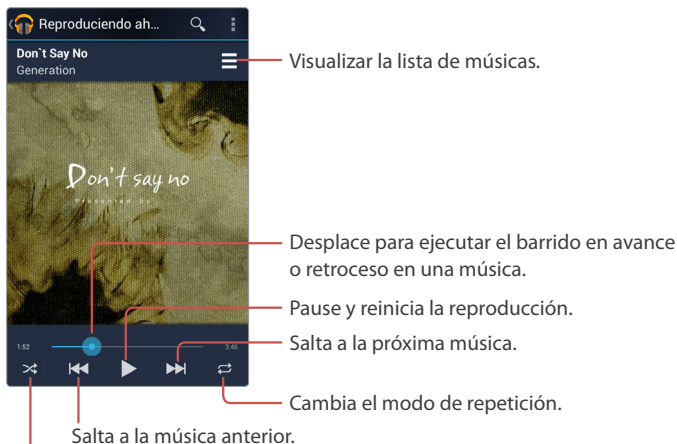 Reproduciendo ah...
Don`t Say No
Generation
Visualizar la lista de músicas.
Don't say no
Presented by
Desplace para ejecutar el barrido en avance
o retroceso en una música.
Pause y reinicia la reproducción.
1:52
3:46
Salta a la próxima música.
Cambia el modo de repetición.
Salta a la música anterior.